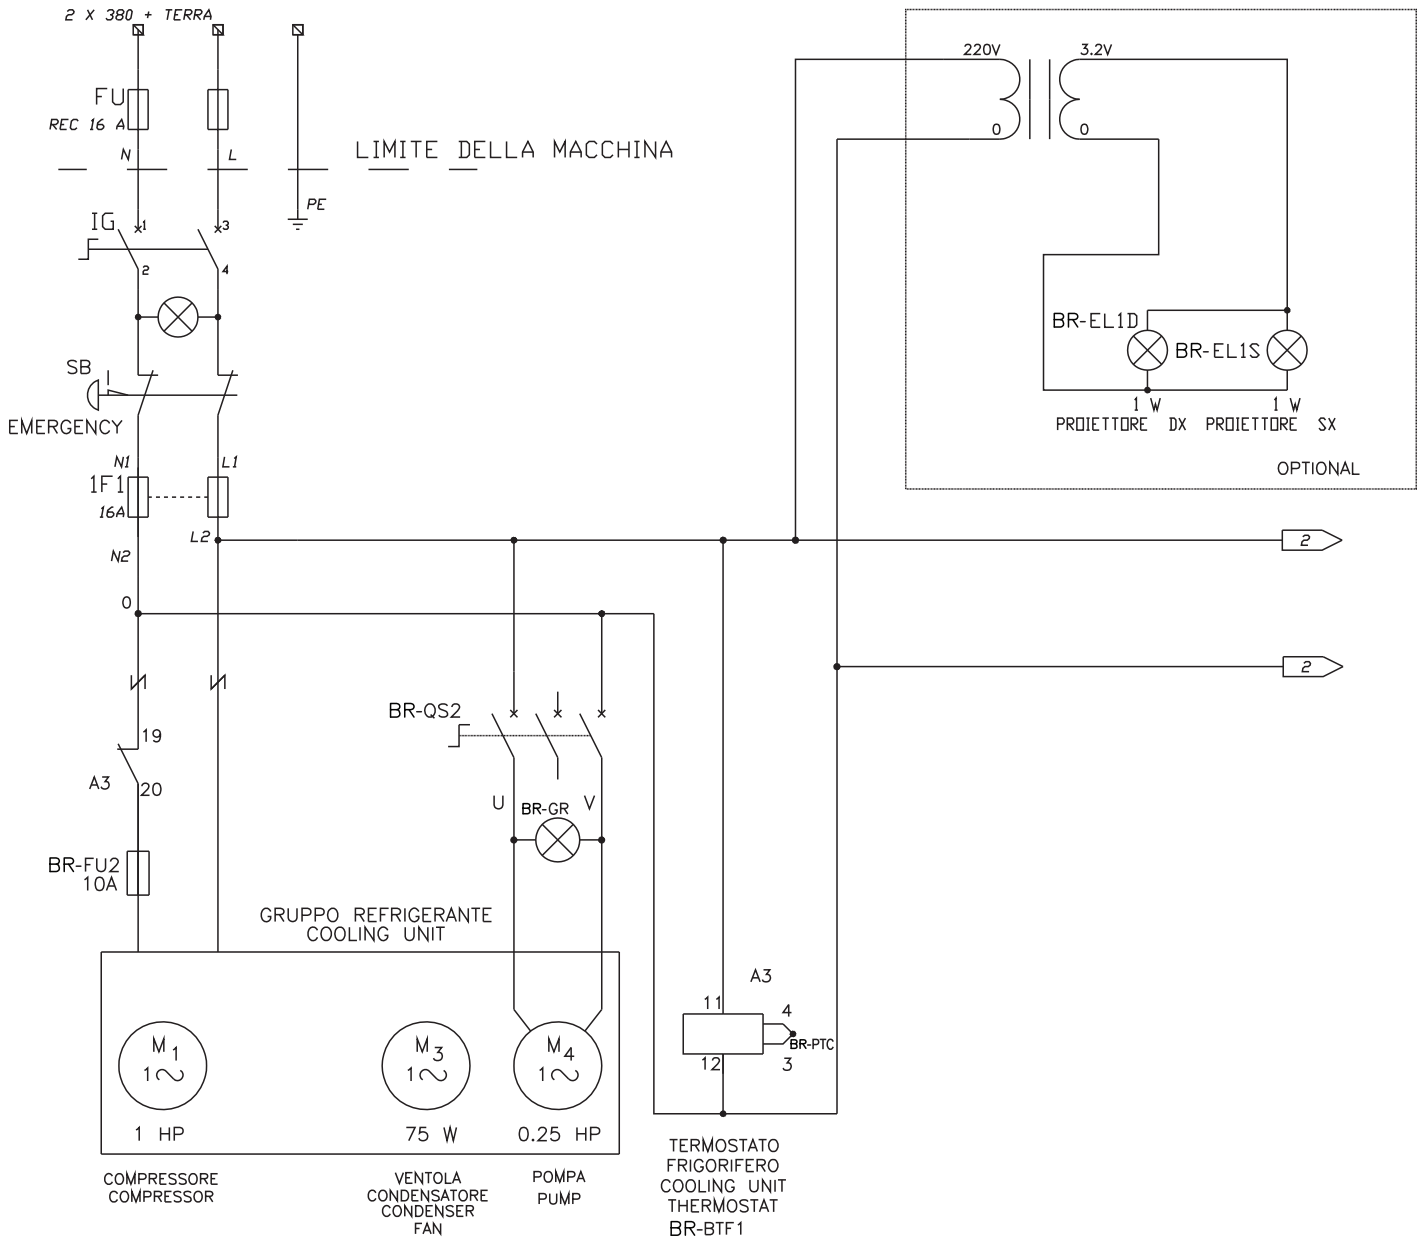 2 X 380 + TERRA
220V 3.2V
FU
REC 16 A
0 0
N L
LIMITE DELLA MACCHINA
PE
IG 1 3
2 4
BR-EL1D
BR-EL1S
SB
1 W 1 W
PROIETTORE DX PROIETTORE SX
EMERGENCY
N1 L1
OPTIONAL
1F1
16A
L2
2
N2
0
2
BR-QS2
19
A3
20
U V
BR-GR
BR-FU2
10A
GRUPPO REFRIGERANTE
COOLING UNIT
A3
11 4
BR-PTC
12 3
M1 M3 M4
1 1 1
1 HP 75 W 0.25 HP
TERMOSTATO
FRIGORIFERO
COOLING UNIT
THERMOSTAT
BR-BTF1
COMPRESSORE
COMPRESSOR
VENTOLA
CONDENSATORE
CONDENSER
FAN
POMPA
PUMP